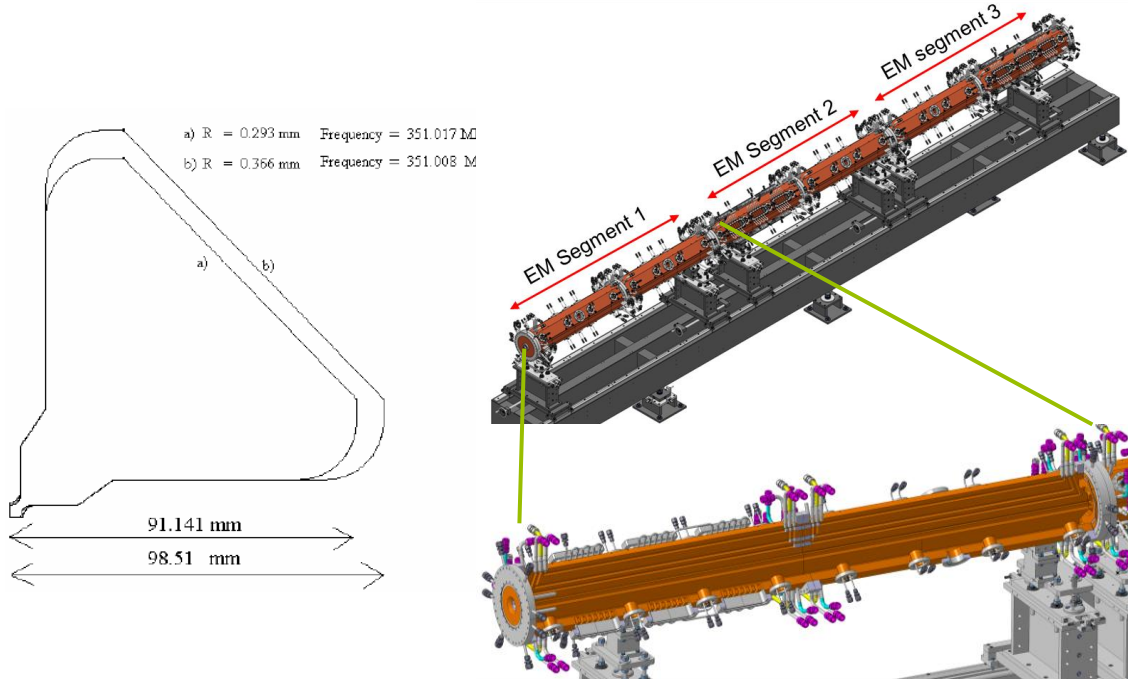 a) R = 0.293 mm Frequency = 351.017 M
b) R = 0.366 mm Frequency = 351.008 M
a)
b)
91.141 mm
98.51 mm
EM Segment 1
EM Segment 2
EM segment 3